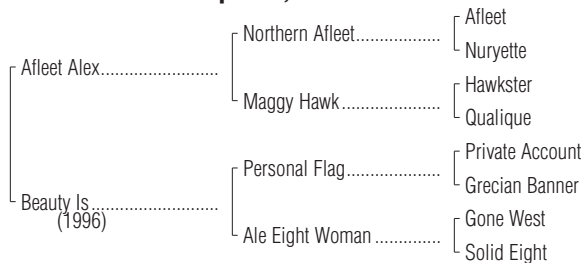 Afleet
Northern Afleet....................
Nuryette
Afleet Alex............................
Hawkster
Maggy Hawk.......................
Qualique
Private Account
Personal Flag......................
Grecian Banner
Beauty Is..............................
(1996)
Gone West
Ale Eight Woman ...............
Solid Eight